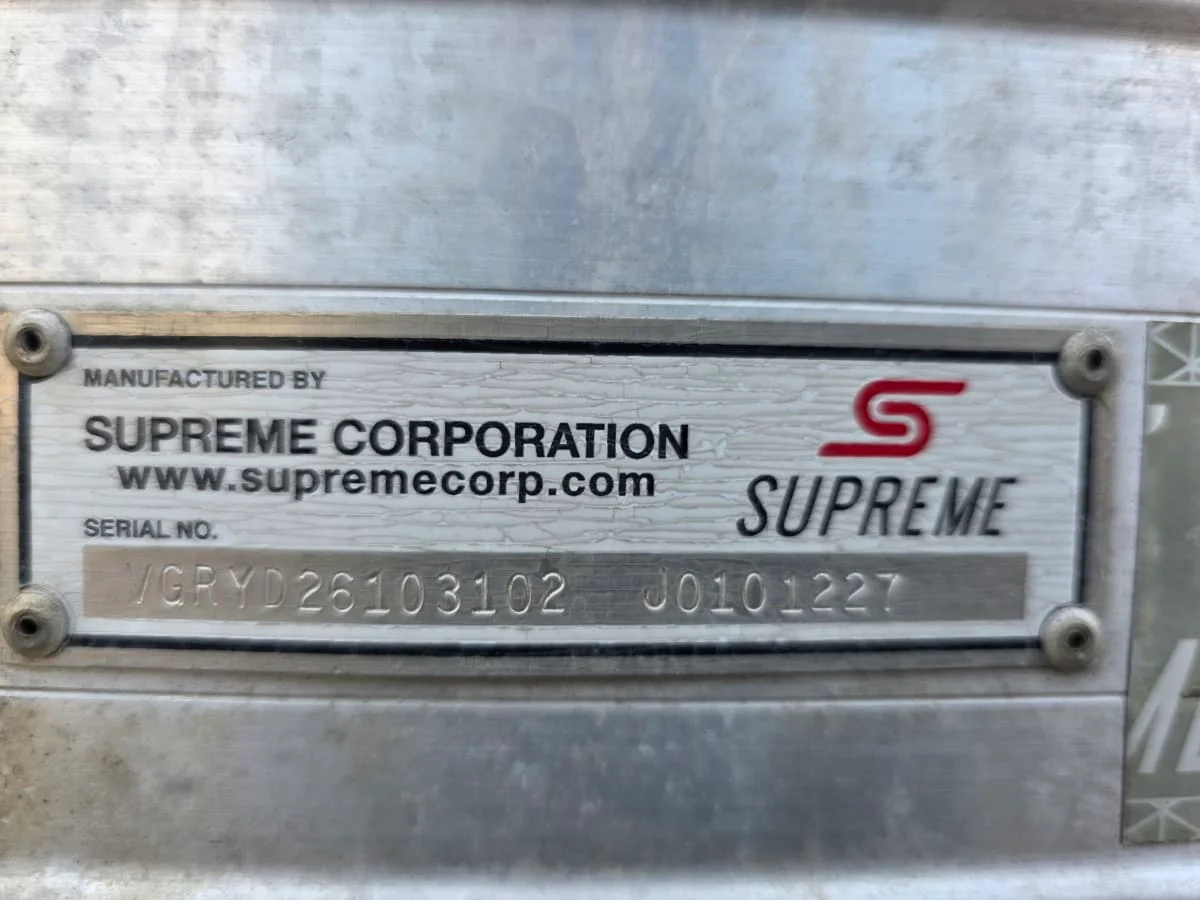 MANUFACTURED BY
SUPREME CORPORATION
www.supremecorp.com
SUPREME
SERIAL NO.
VGRYD26103102 J0101227